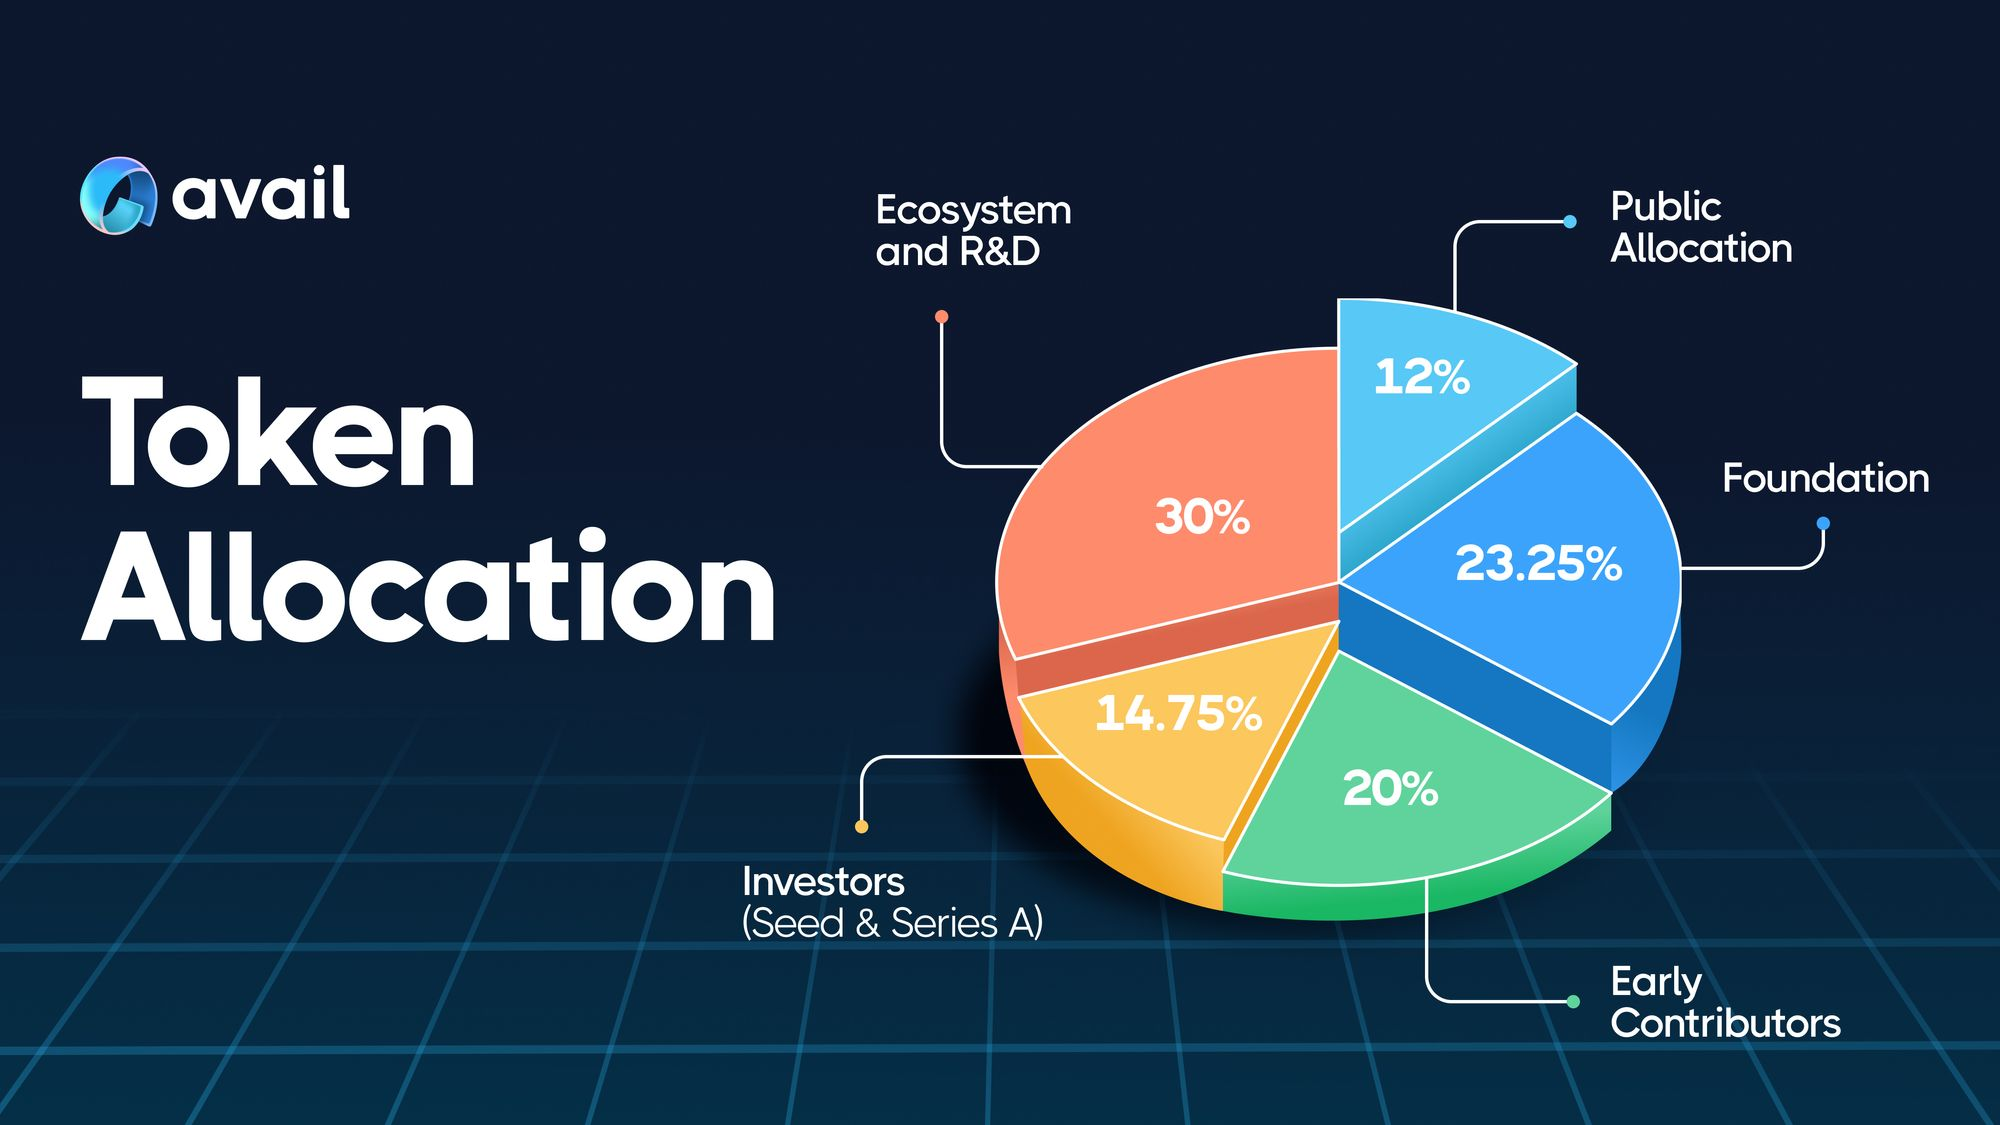 avail
Token
Allocation
Ecosystem
and R&D
Public
Allocation
12%
Foundation
30%
23.25%
14.75%
20%
Investors
(Seed & Series A)
Early
Contributors